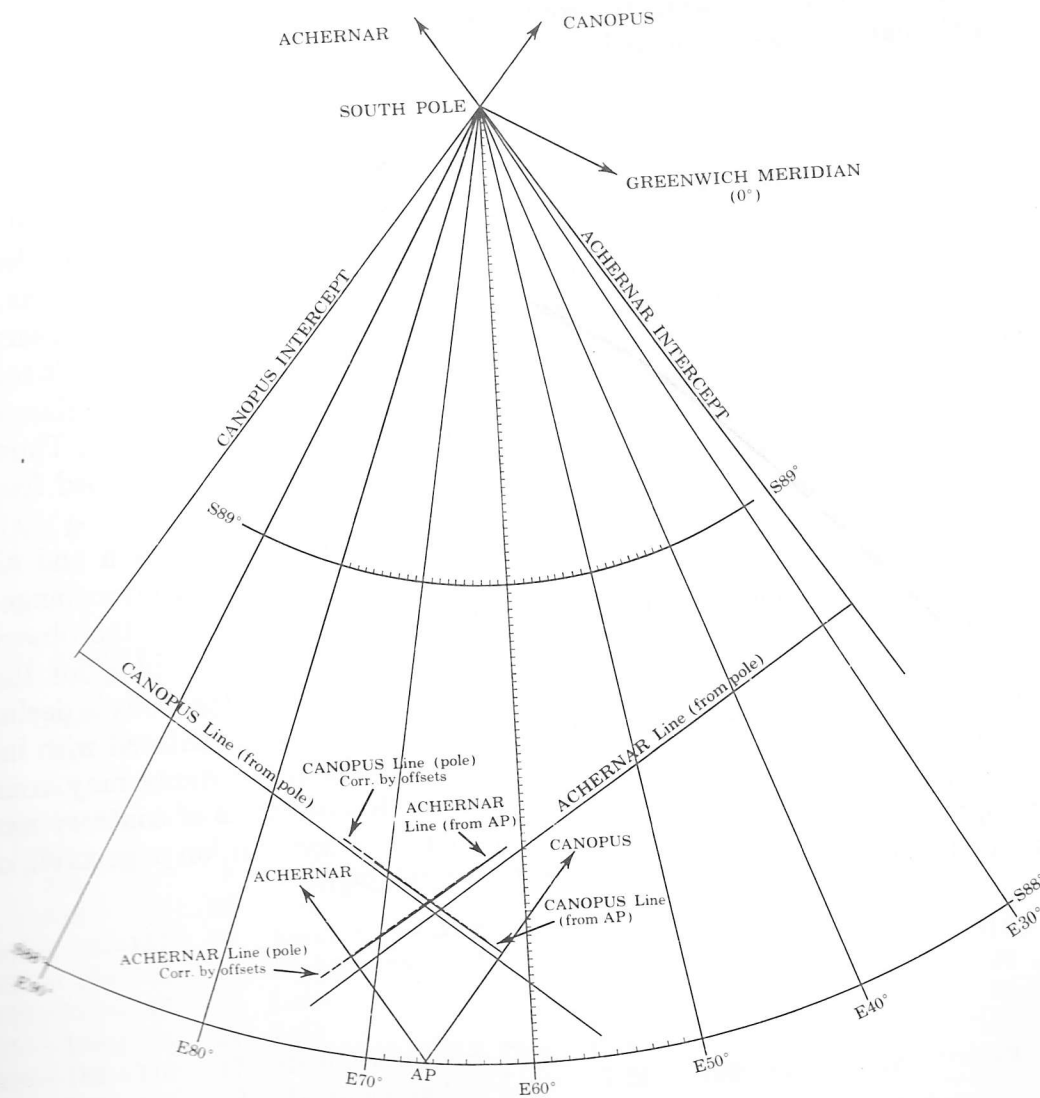 ACHERNAR
CANOPUS
SOUTH POLE
GREENWICH MERIDIAN
(0°)
CANOPUS INTERCEPT
ACHERNAR INTERCEPT
S89°
S89°
CANOPUS Line (from pole)
ACHERNAR Line (from pole)
CANOPUS Line (pole)
Corr. by offsets
ACHERNAR
Line (from AP)
CANOPUS
ACHERNAR
CANOPUS Line
(from AP)
ACHERNAR Line (pole)
Corr. by offsets
S88°
E30°
S88°
E90°
E80°
E70°
AP
E60°
E50°
E40°